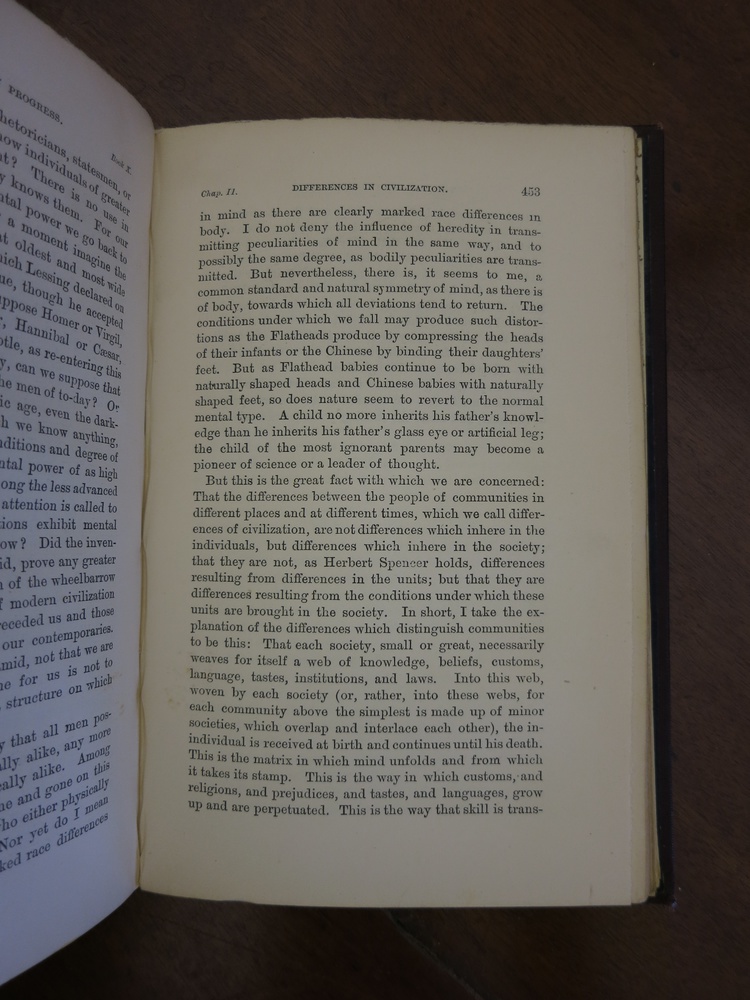 PROGRESS.
Book X.
hetoricians, statesmen, or
now individuals of greater
at? There is no use in
y knows them. For our
ntal power we go back to
a moment imagine the
at oldest and most wide
hich Lessing declared on
ue, though he accepted
uppose Homer or Virgil,
, Hannibal or Cæsar,
otle, as re-entering this
y, can we suppose that
he men of to-day? Or
ic age, even the dark-
h we know anything,
nditions and degree of
ntal power of as high
ong the less advanced
attention is called to
ions exhibit mental
ow? Did the inven-
id, prove any greater
n of the wheelbarrow
f modern civilization
receded us and those
our contemporaries.
amid, not that we are
ne for us is not to
structure on which
y that all men pos-
ally alike, any more
cally alike. Among
ne and gone on this
ho either physically
Nor yet do I mean
ked race differences
Chap. II. DIFFERENCES IN CIVILIZATION. 453
in mind as there are clearly marked race differences in
body. I do not deny the influence of heredity in trans-
mitting peculiarities of mind in the same way, and to
possibly the same degree, as bodily peculiarities are trans-
mitted. But nevertheless, there is, it seems to me, a
common standard and natural symmetry of mind, as there is
of body, towards which all deviations tend to return. The
conditions under which we fall may produce such distor-
tions as the Flatheads produce by compressing the heads
of their infants or the Chinese by binding their daughters'
feet. But as Flathead babies continue to be born with
naturally shaped heads and Chinese babies with naturally
shaped feet, so does nature seem to revert to the normal
mental type. A child no more inherits his father's knowl-
edge than he inherits his father's glass eye or artificial leg;
the child of the most ignorant parents may become a
pioneer of science or a leader of thought.
But this is the great fact with which we are concerned:
That the differences between the people of communities in
different places and at different times, which we call differ-
ences of civilization, are not differences which inhere in the
individuals, but differences which inhere in the society;
that they are not, as Herbert Spencer holds, differences
resulting from differences in the units; but that they are
differences resulting from the conditions under which these
units are brought in the society. In short, I take the ex-
planation of the differences which distinguish communities
to be this: That each society, small or great, necessarily
weaves for itself a web of knowledge, beliefs, customs,
language, tastes, institutions, and laws. Into this web,
woven by each society (or, rather, into these webs, for
each community above the simplest is made up of minor
societies, which overlap and interlace each other), the in-
dividual is received at birth and continues until his death.
This is the matrix in which mind unfolds and from which
it takes its stamp. This is the way in which customs, and
religions, and prejudices, and tastes, and languages, grow
up and are perpetuated. This is the way that skill is trans-